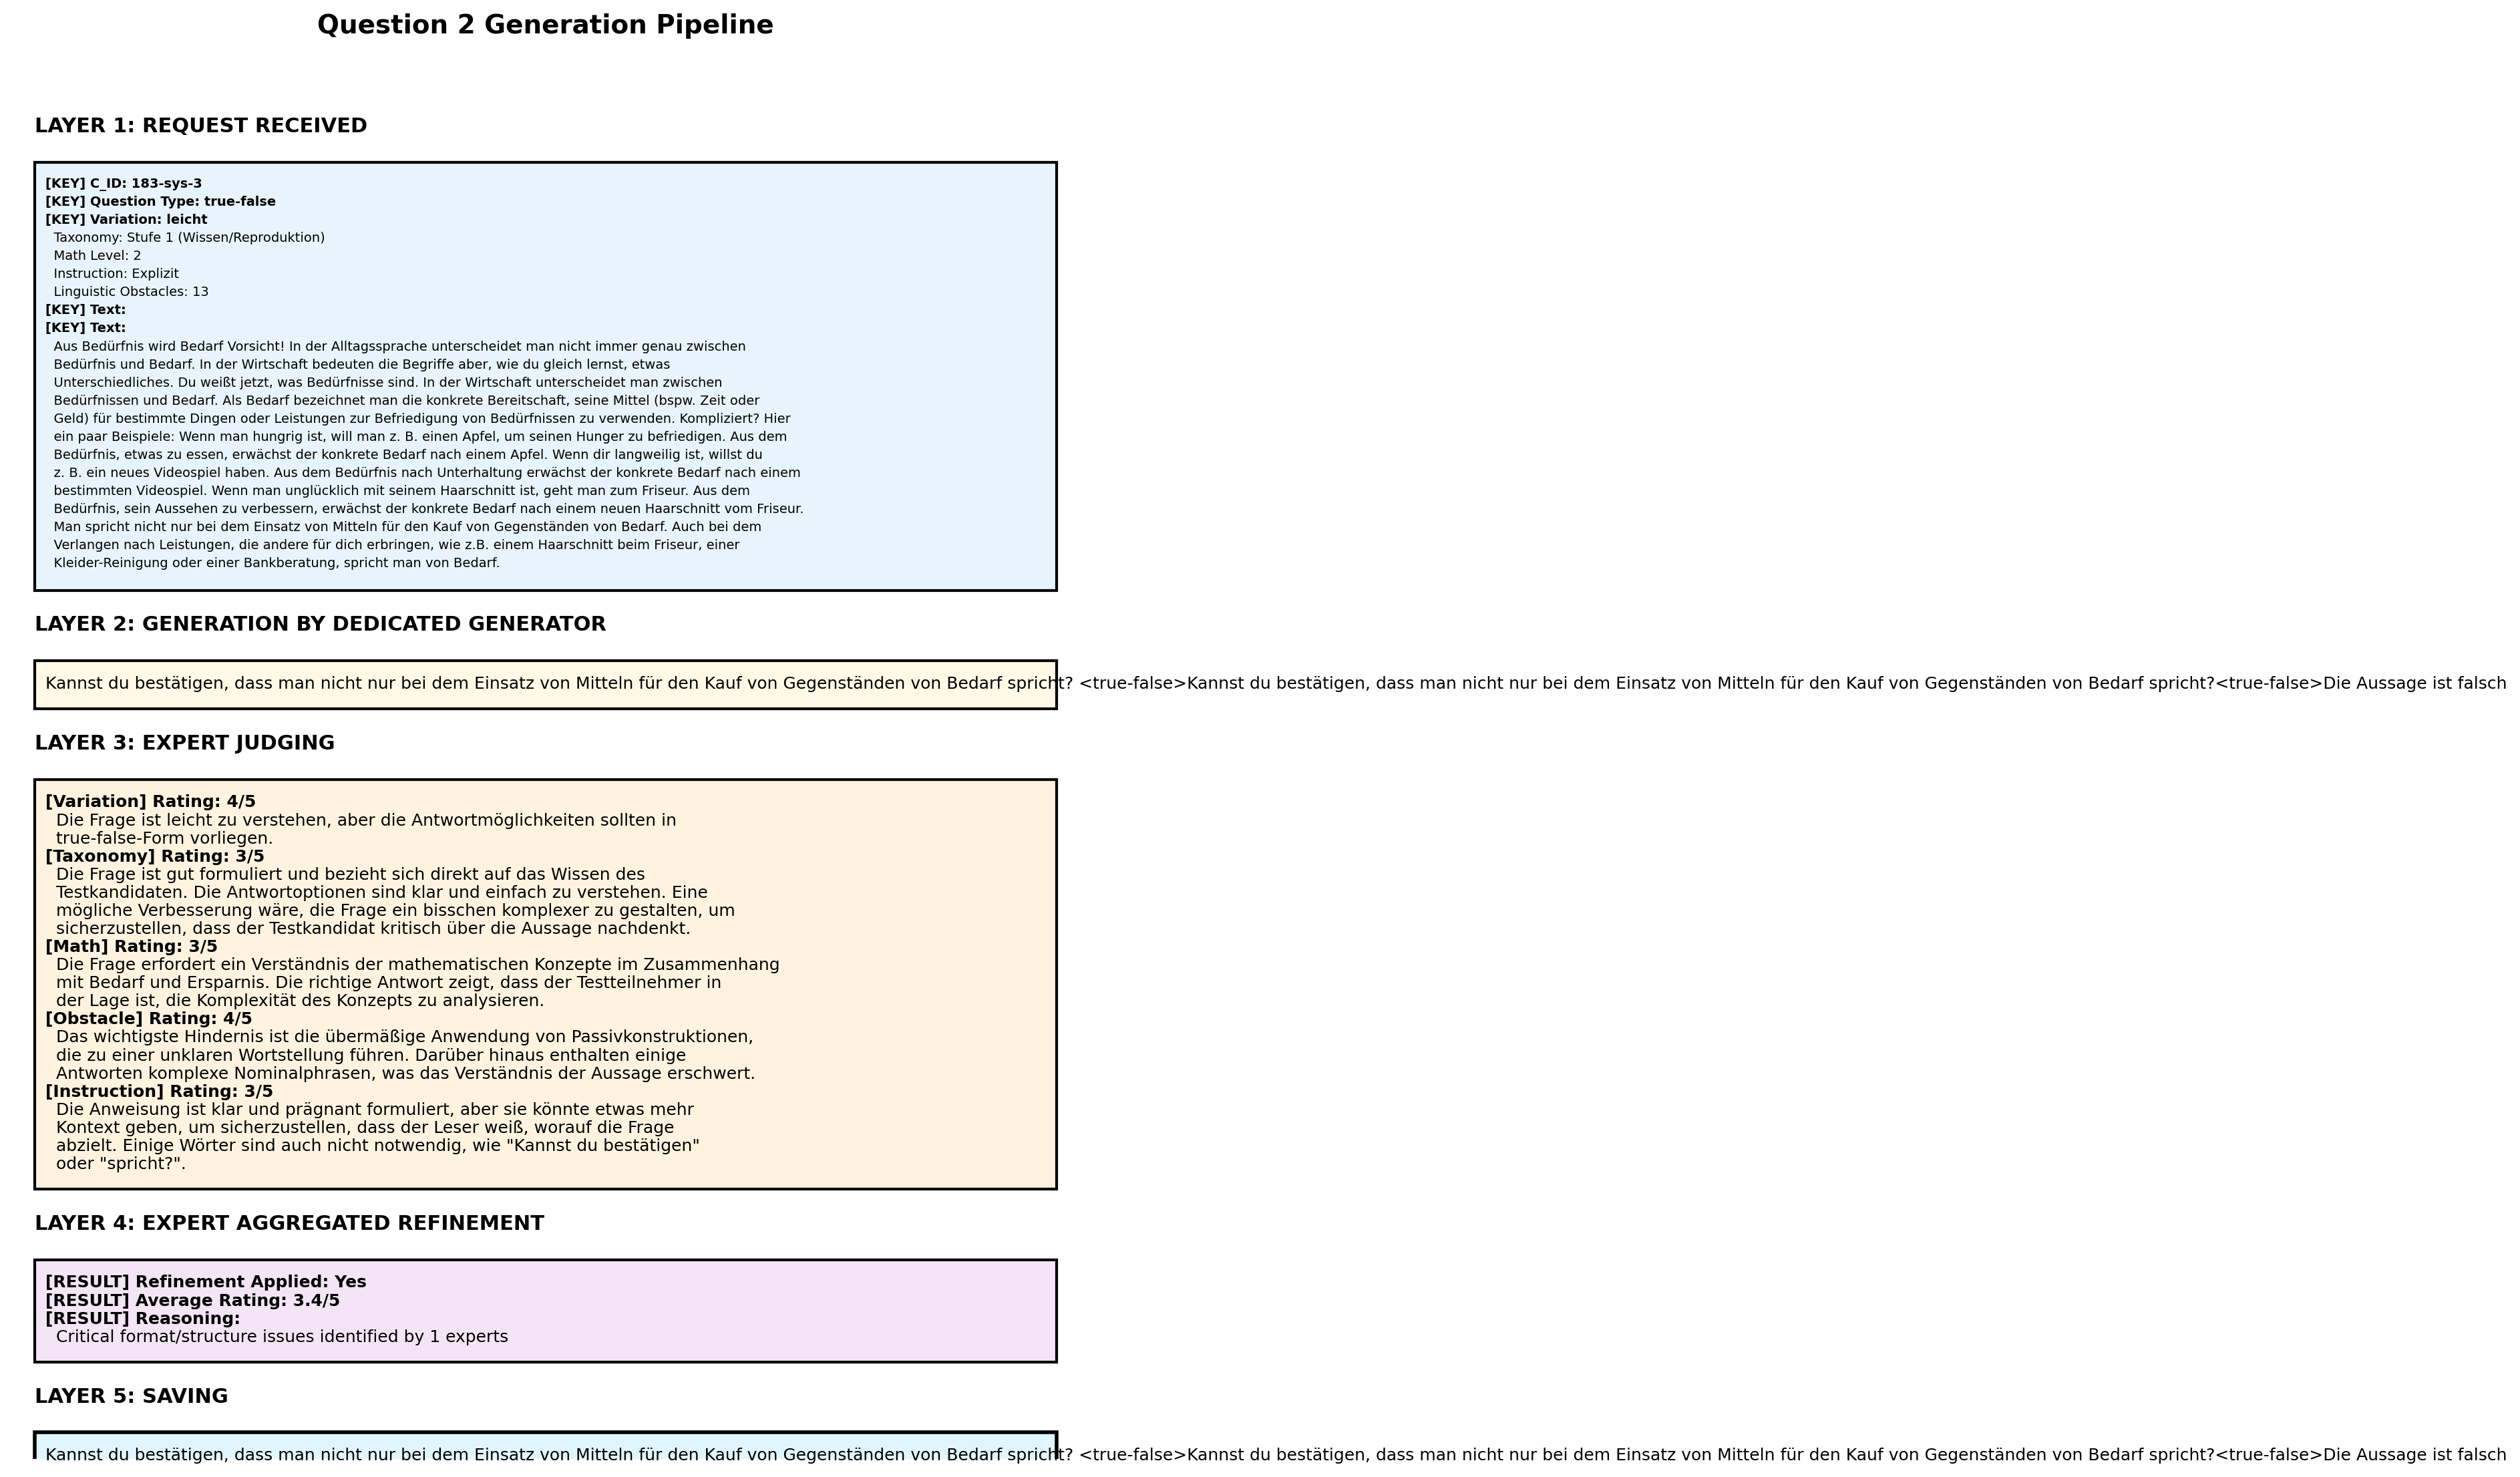 Question 2 Generation Pipeline
LAYER 1: REQUEST RECEIVED
[KEY] C_ID: 183-sys-3
[KEY] Question Type: true-false
[KEY] Variation: leicht
Taxonomy: Stufe 1 (Wissen/Reproduktion)
Math Level: 2
Instruction: Explizit
Linguistic Obstacles: 13
[KEY] Text:
[KEY] Text:
Aus Bedürfnis wird Bedarf Vorsicht! In der Alltagssprache unterscheidet man nicht immer genau zwischen
Bedürfnis und Bedarf. In der Wirtschaft bedeuten die Begriffe aber, wie du gleich lernst, etwas
Unterschiedliches. Du weißt jetzt, was Bedürfnisse sind. In der Wirtschaft unterscheidet man zwischen
Bedürfnissen und Bedarf. Als Bedarf bezeichnet man die konkrete Bereitschaft, seine Mittel (bspw. Zeit oder
Geld) für bestimmte Dingen oder Leistungen zur Befriedigung von Bedürfnissen zu verwenden. Kompliziert? Hier
ein paar Beispiele: Wenn man hungrig ist, will man z. B. einen Apfel, um seinen Hunger zu befriedigen. Aus dem
Bedürfnis, etwas zu essen, erwächst der konkrete Bedarf nach einem Apfel. Wenn dir langweilig ist, willst du
z. B. ein neues Videospiel haben. Aus dem Bedürfnis nach Unterhaltung erwächst der konkrete Bedarf nach einem
bestimmten Videospiel. Wenn man unglücklich mit seinem Haarschnitt ist, geht man zum Friseur. Aus dem
Bedürfnis, sein Aussehen zu verbessern, erwächst der konkrete Bedarf nach einem neuen Haarschnitt vom Friseur.
Man spricht nicht nur bei dem Einsatz von Mitteln für den Kauf von Gegenständen von Bedarf. Auch bei dem
Verlangen nach Leistungen, die andere für dich erbringen, wie z.B. einem Haarschnitt beim Friseur, einer
Kleider-Reinigung oder einer Bankberatung, spricht man von Bedarf.
LAYER 2: GENERATION BY DEDICATED GENERATOR
Kannst du bestätigen, dass man nicht nur bei dem Einsatz von Mitteln für den Kauf von Gegenständen von Bedarf spricht? <true-false>Kannst du bestätigen, dass man nicht nur bei dem Einsatz von Mitteln für den Kauf von Gegenständen von Bedarf spricht?<true-false>Die Aussage ist falsch
LAYER 3: EXPERT JUDGING
[Variation] Rating: 4/5
Die Frage ist leicht zu verstehen, aber die Antwortmöglichkeiten sollten in
true-false-Form vorliegen.
[Taxonomy] Rating: 3/5
Die Frage ist gut formuliert und bezieht sich direkt auf das Wissen des
Testkandidaten. Die Antwortoptionen sind klar und einfach zu verstehen. Eine
mögliche Verbesserung wäre, die Frage ein bisschen komplexer zu gestalten, um
sicherzustellen, dass der Testkandidat kritisch über die Aussage nachdenkt.
[Math] Rating: 3/5
Die Frage erfordert ein Verständnis der mathematischen Konzepte im Zusammenhang
mit Bedarf und Ersparnis. Die richtige Antwort zeigt, dass der Testteilnehmer in
der Lage ist, die Komplexität des Konzepts zu analysieren.
[Obstacle] Rating: 4/5
Das wichtigste Hindernis ist die übermäßige Anwendung von Passivkonstruktionen,
die zu einer unklaren Wortstellung führen. Darüber hinaus enthalten einige
Antworten komplexe Nominalphrasen, was das Verständnis der Aussage erschwert.
[Instruction] Rating: 3/5
Die Anweisung ist klar und prägnant formuliert, aber sie könnte etwas mehr
Kontext geben, um sicherzustellen, dass der Leser weiß, worauf die Frage
abzielt. Einige Wörter sind auch nicht notwendig, wie "Kannst du bestätigen"
oder "spricht?".
LAYER 4: EXPERT AGGREGATED REFINEMENT
[RESULT] Refinement Applied: Yes
[RESULT] Average Rating: 3.4/5
[RESULT] Reasoning:
Critical format/structure issues identified by 1 experts
LAYER 5: SAVING
Kannst du bestätigen, dass man nicht nur bei dem Einsatz von Mitteln für den Kauf von Gegenständen von Bedarf spricht? <true-false>Kannst du bestätigen, dass man nicht nur bei dem Einsatz von Mitteln für den Kauf von Gegenständen von Bedarf spricht?<true-false>Die Aussage ist falsch